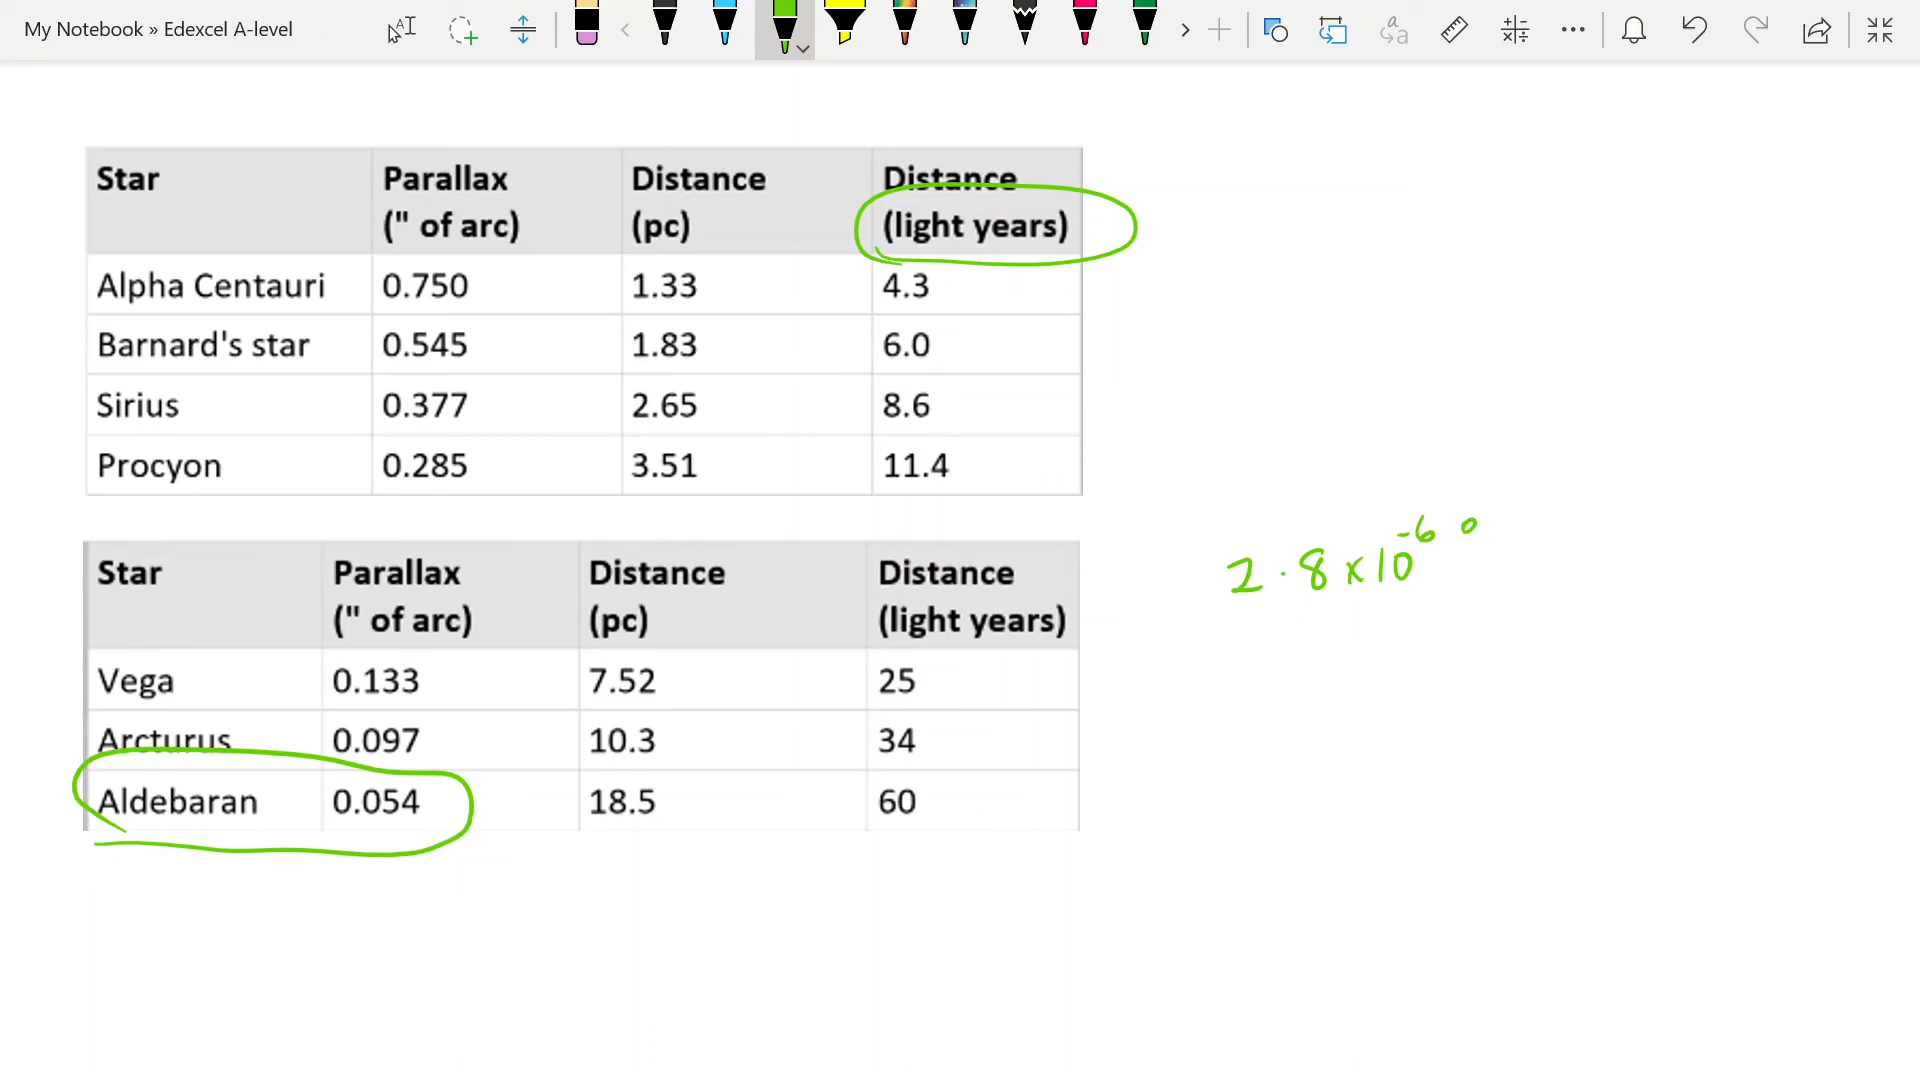 My Notebook » Edexcel A-level
Star Parallax (" of arc) Distance (pc) Distance (light years)
Alpha Centauri 0.750 1.33 4.3
Barnard's star 0.545 1.83 6.0
Sirius 0.377 2.65 8.6
Procyon 0.285 3.51 11.4
2.8 x 10^-6 °
Star Parallax (" of arc) Distance (pc) Distance (light years)
Vega 0.133 7.52 25
Arcturus 0.097 10.3 34
Aldebaran 0.054 18.5 60